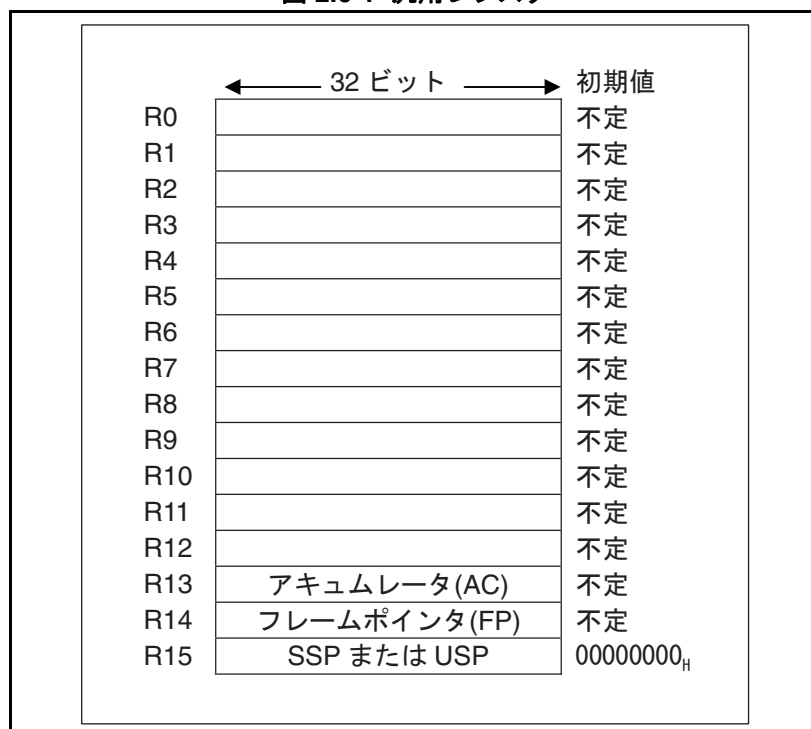 32 ビット 初期値
R0 不定
R1 不定
R2 不定
R3 不定
R4 不定
R5 不定
R6 不定
R7 不定
R8 不定
R9 不定
R10 不定
R11 不定
R12 不定
R13 アキュムレータ(AC) 不定
R14 フレームポインタ(FP) 不定
R15 SSP または USP 00000000H